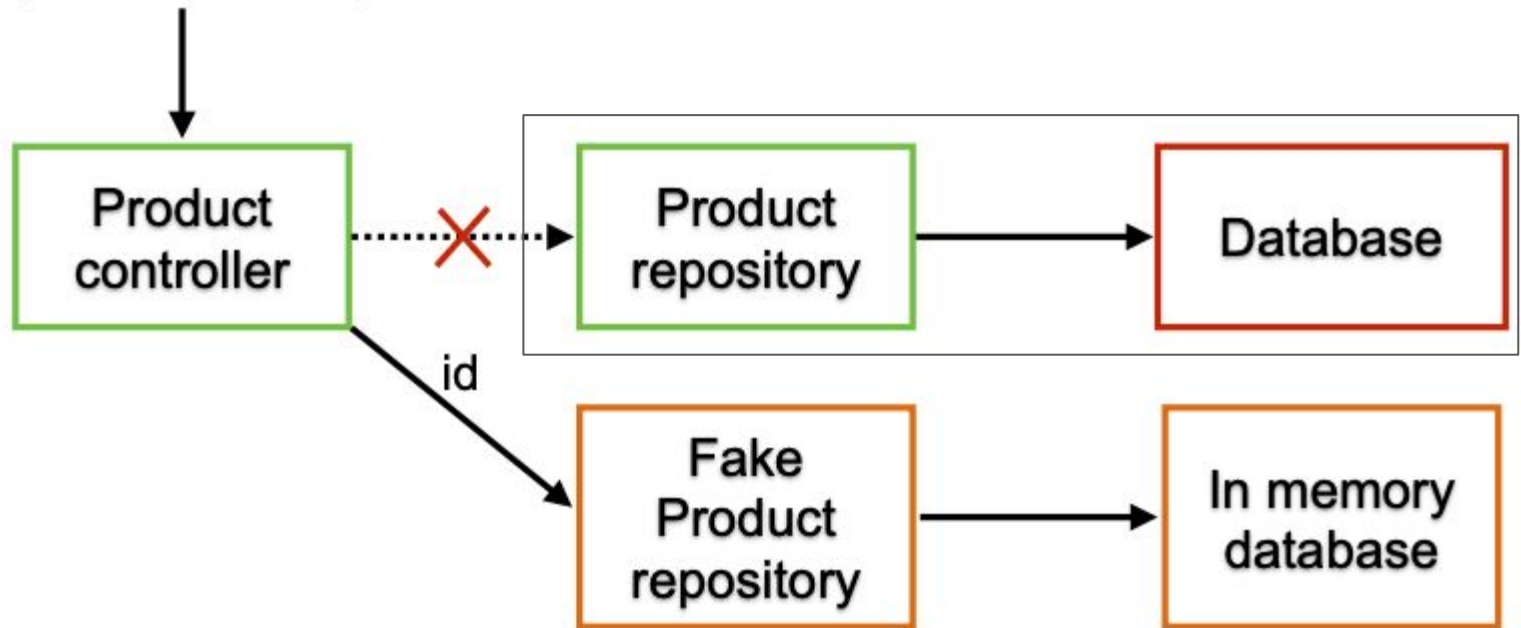 Product
controller
Product
repository
Database
id
Fake
Product
repository
In memory
database